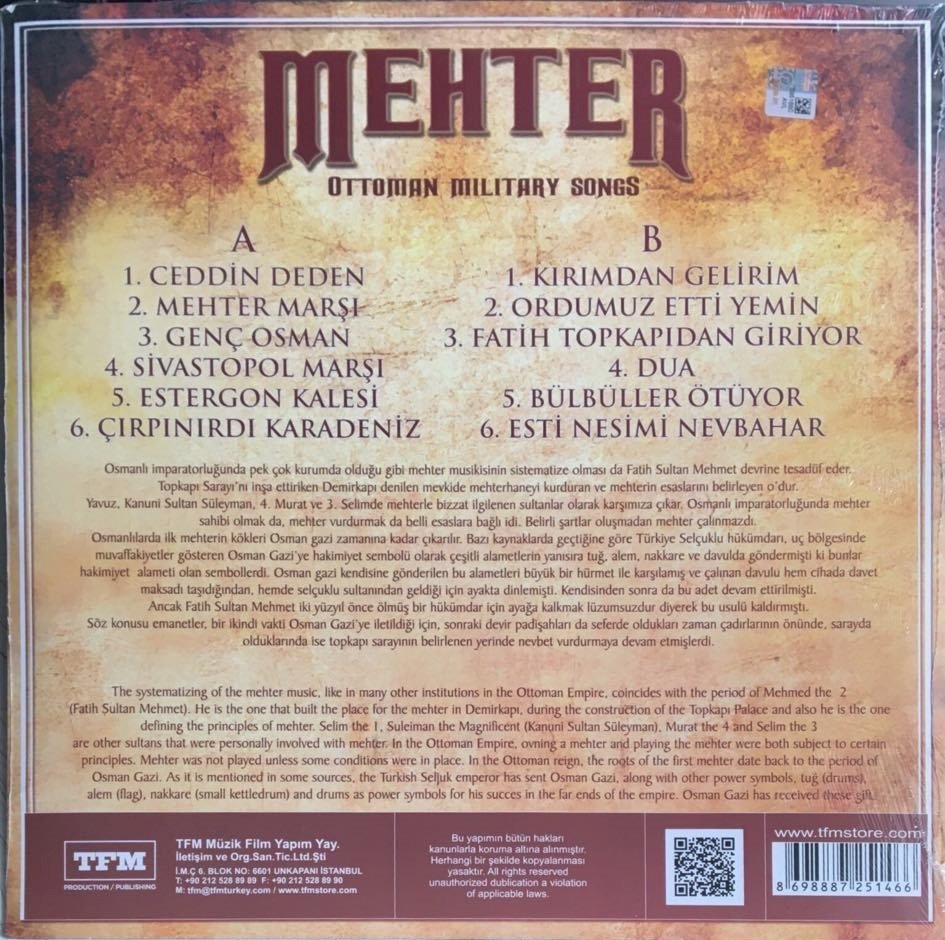 MEHTER
OTTOMAN MILITARY SONGS
A
1. CEDDİN DEDEN
2. MEHTER MARŞI
3. GENÇ OSMAN
4. SİVASTOPOL MARŞI
5. ESTERGON KALESİ
6. ÇIRPINIRDI KARADENİZ
B
1. KIRIMDAN GELİRİM
2. ORDUMUZ ETTİ YEMİN
3. FATİH TOPKAPIDAN GİRİYOR
4. DUA
5. BÜLBÜLLER ÖTÜYOR
6. ESTİ NESİMİ NEVBAHAR
Osmanlı imparatorluğunda pek çok kurumda olduğu gibi mehter musikisinin sistematize olması da Fatih Sultan Mehmet devrine tesadüf eder.
Topkapı Sarayı'nı inşa ettiriken Demirkapı denilen mevkide mehterhaneyi kurduran ve mehterin esaslarını belirleyen o'dur.
Yavuz, Kanuni Sultan Süleyman, 4. Murat ve 3. Selimde mehterle bizzat ilgilenen sultanlar olarak karşımıza çıkar. Osmanlı imparatorluğunda mehter
sahibi olmak da, mehter vurdurmak da belli esaslara bağlı idi. Belirli şartlar oluşmadan mehter çalınmazdı.
Osmanlılarda ilk mehterin kökleri Osman gazi zamanına kadar çıkarılır. Bazı kaynaklarda geçtiğine göre Türkiye Selçuklu hükümdarı, uç bölgesinde
muvaffakiyetler gösteren Osman Gazi'ye hakimiyet sembolü olarak çeşitli alametlerin yanısıra tuğ, alem, nakkare ve davulda göndermişti ki bunlar
hakimiyet alameti olan sembollerdi. Osman gazi kendisine gönderilen bu alametleri büyük bir hürmet ile karşılamış ve çalınan davulu hem cihada davet
maksadı taşıdığından, hemde selçuklu sultanından geldiği için ayakta dinlemişti. Kendisinden sonra da bu adet devam ettirilmişti.
Ancak Fatih Sultan Mehmet iki yüzyıl önce ölmüş bir hükümdar için ayağa kalkmak lüzumsuzdur diyerek bu usulü kaldırmıştı.
Söz konusu emanetler, bir ikindi vakti Osman Gazi'ye iletildiği için, sonraki devir padişahları da seferde oldukları zaman çadırlarının önünde, sarayda
olduklarında ise topkapı sarayının belirlenen yerinde nevbet vurdurmaya devam etmişlerdi.
The systematizing of the mehter music, like in many other institutions in the Ottoman Empire, coincides with the period of Mehmed the 2
(Fatih Sultan Mehmet). He is the one that built the place for the mehter in Demirkapı, during the construction of the Topkapı Palace and also he is the one
defining the principles of mehter. Selim the 1, Suleiman the Magnificent (Kanuni Sultan Süleyman), Murat the 4 and Selim the 3
are other sultans that were personally involved with mehter. In the Ottoman Empire, ovning a mehter and playing the mehter were both subject to certain
principles. Mehter was not played unless some conditions were in place. In the Ottoman reign, the roots of the first mehter date back to the period of
Osman Gazi. As it is mentioned in some sources, the Turkish Seljuk emperor has sent Osman Gazi, along with other power symbols, tuğ (drums),
alem (flag), nakkare (small kettledrum) and drums as power symbols for his succes in the far ends of the empire. Osman Gazi has received these gift
TFM
PRODUCTION / PUBLISHING
TFM Müzik Film Yapım Yay.
İletişim ve Org.San.Tic.Ltd.Şti
İ.M.Ç 6. BLOK NO: 6601 UNKAPANI İSTANBUL
T: +90 212 528 89 89 F: +90 212 528 89 90
M: tfm@tfmturkey.com / www.tfmstore.com
Bu yapımın bütün hakları
kanunlarla koruma altına alınmıştır.
Herhangi bir şekilde kopyalanması
yasaktır. All rights reserved
unauthorized dublication a violation
of applicable laws.
www.tfmstore.com
8 698887 251466